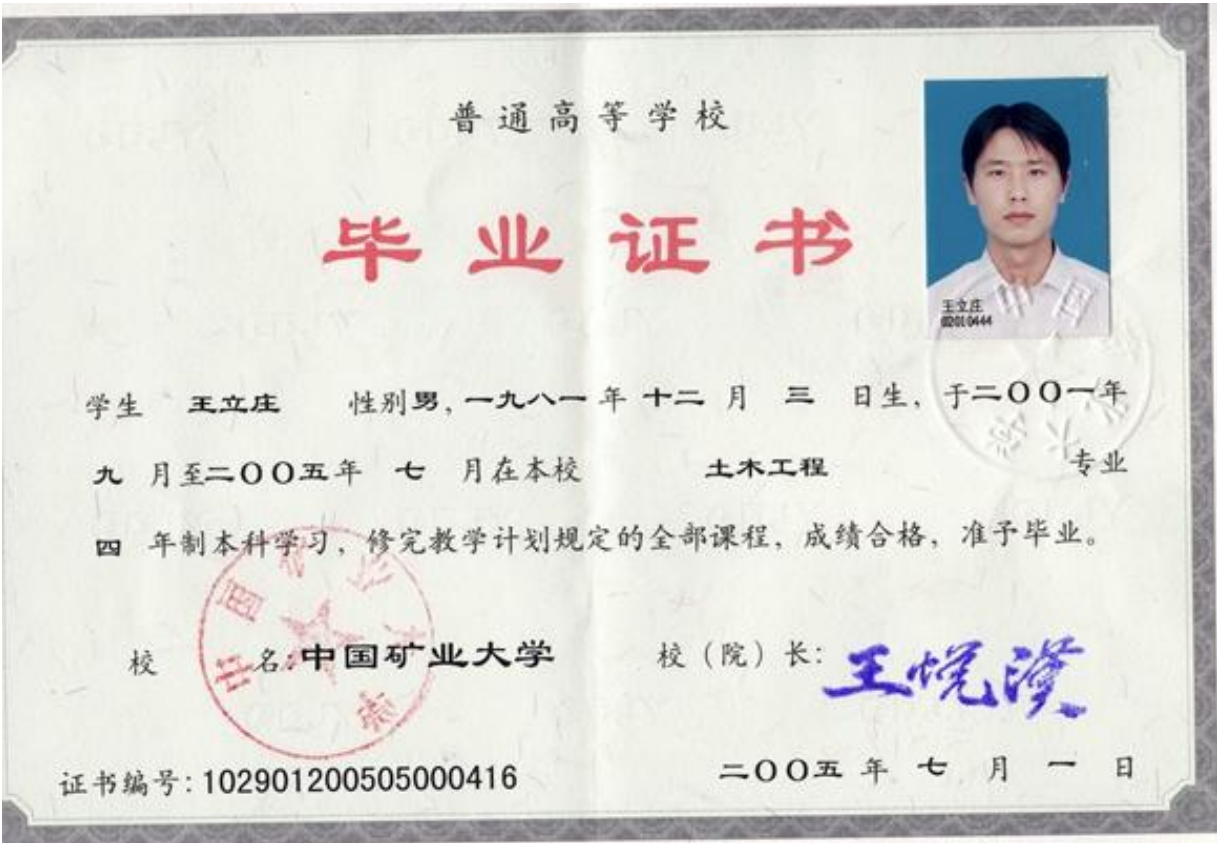 普通高等学校
毕业证书
王立庄
02010444
学生 王立庄 性别男，一九八一年十二月三日生，于二〇〇一年
九月至二〇〇五年七月在本校 土木工程 专业
四年制本科学习，修完教学计划规定的全部课程，成绩合格，准予毕业。
校 名：中国矿业大学
校（院）长：王悦汉
中国矿业大学
证书编号：102901200505000416
二〇〇五年七月一日